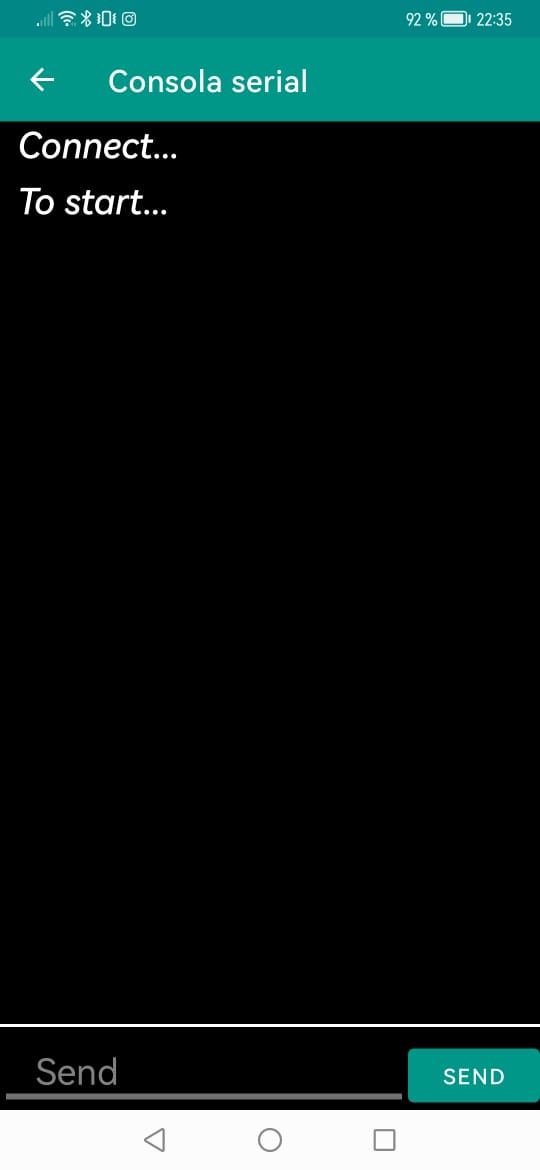 92 % 22:35
Consola serial
Connect...
To start...
Send
SEND